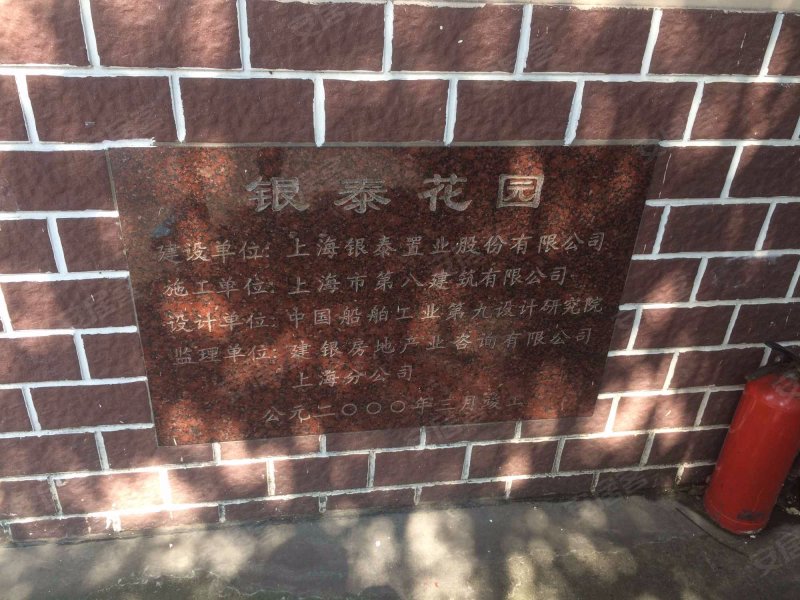 银泰花园
建设单位：上海银泰置业股份有限公司
施工单位：上海市第八建筑有限公司
设计单位：中国船舶工业第九设计研究院
监理单位：建银房地产业咨询有限公司
上海分公司
公元二〇〇〇年三月竣工